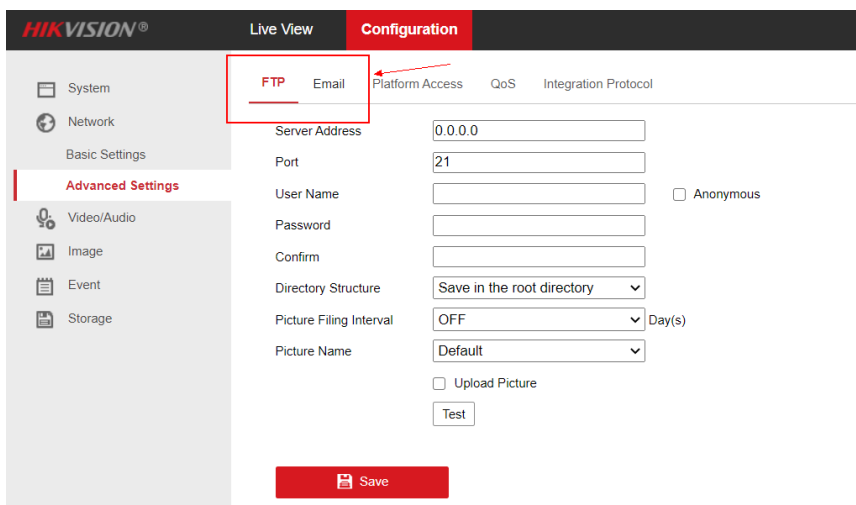 HIKVISION® Live View Configuration
FTP Email Platform Access QoS Integration Protocol
System
Network
Basic Settings
Advanced Settings
Video/Audio
Image
Event
Storage
Server Address 0.0.0.0
Port 21
User Name Anonymous
Password
Confirm
Directory Structure Save in the root directory
Picture Filing Interval OFF Day(s)
Picture Name Default
Upload Picture
Test
Save